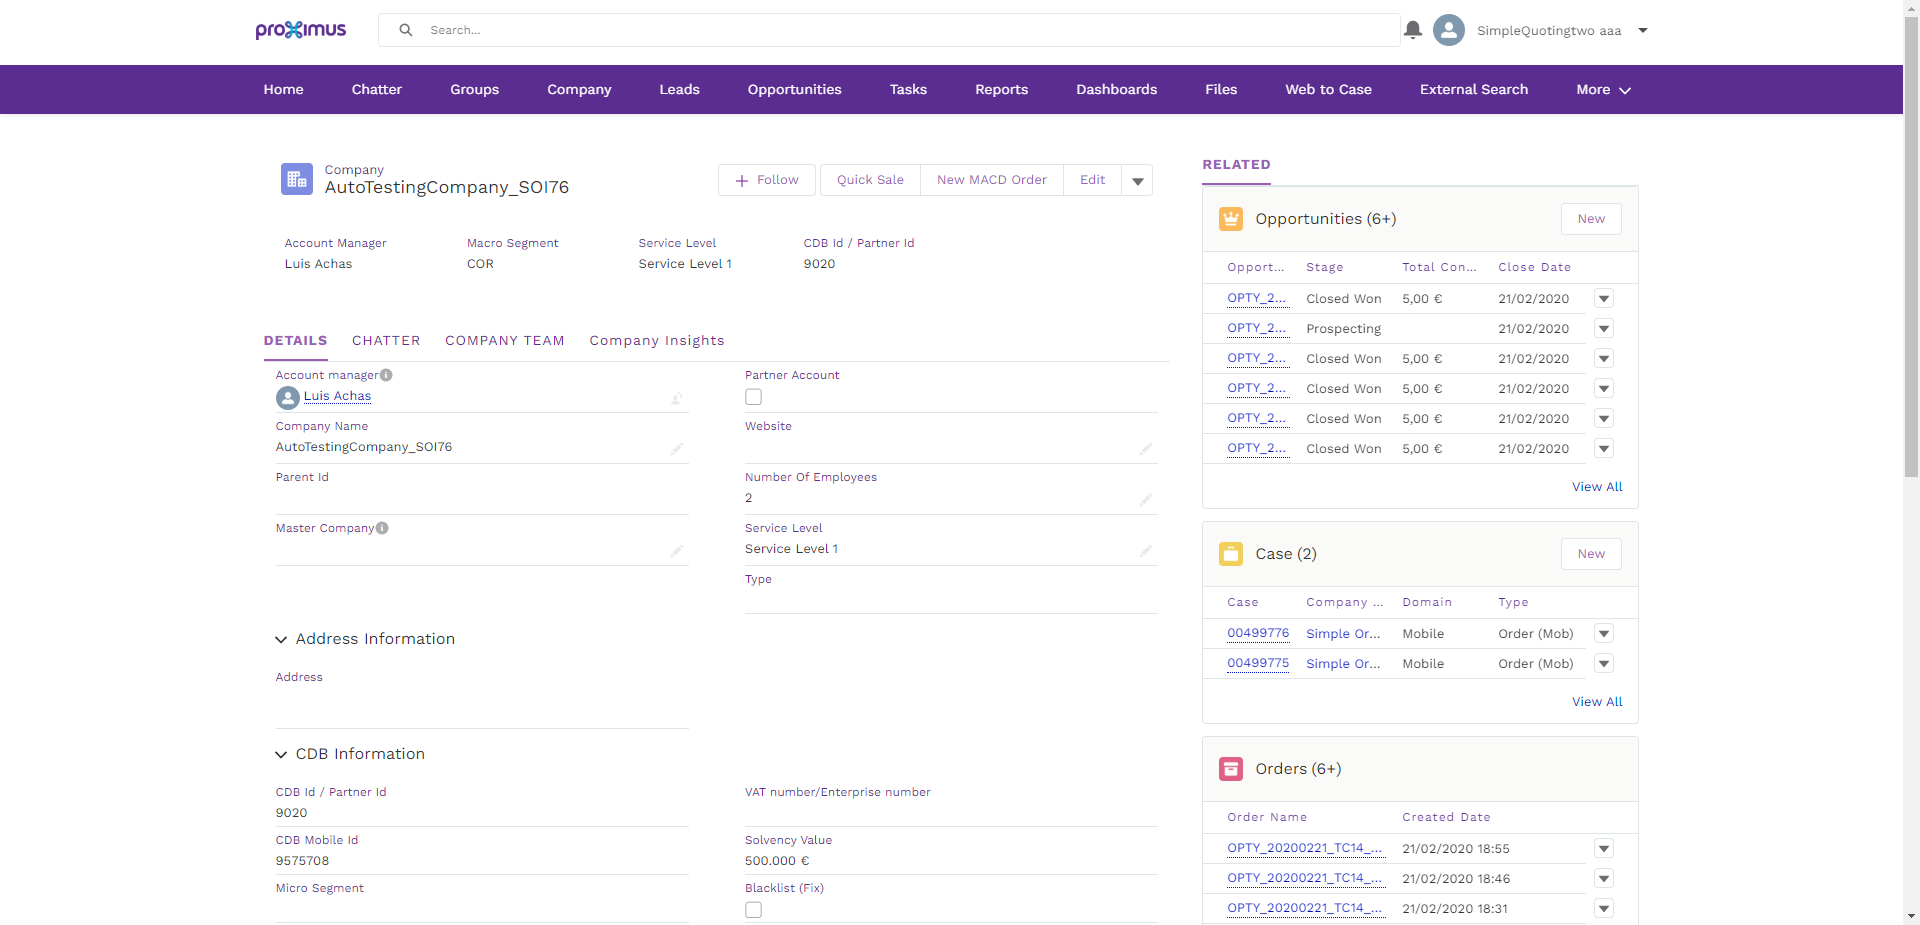 proximus
Search...
SimpleQuotingtwo aaa
Home Chatter Groups Company Leads Opportunities Tasks Reports Dashboards Files Web to Case External Search More
Company
AutoTestingCompany_SOI76
Follow Quick Sale New MACD Order Edit
Account Manager Macro Segment Service Level CDB Id / Partner Id
Luis Achas COR Service Level 1 9020
DETAILS CHATTER COMPANY TEAM Company Insights
Account manager Partner Account
Luis Achas
Company Name Website
AutoTestingCompany_SOI76
Parent Id Number Of Employees
2
Master Company Service Level
Service Level 1
Type
Address Information
Address
CDB Information
CDB Id / Partner Id VAT number/Enterprise number
9020
CDB Mobile Id Solvency Value
9575708 500.000 €
Micro Segment Blacklist (Fix)
RELATED
Opportunities (6+) New
Opport... Stage Total Con... Close Date
OPTY_2... Closed Won 5,00 € 21/02/2020
OPTY_2... Prospecting 21/02/2020
OPTY_2... Closed Won 5,00 € 21/02/2020
OPTY_2... Closed Won 5,00 € 21/02/2020
OPTY_2... Closed Won 5,00 € 21/02/2020
OPTY_2... Closed Won 5,00 € 21/02/2020
View All
Case (2) New
Case Company ... Domain Type
00499776 Simple Or... Mobile Order (Mob)
00499775 Simple Or... Mobile Order (Mob)
View All
Orders (6+)
Order Name Created Date
OPTY_20200221_TC14_... 21/02/2020 18:55
OPTY_20200221_TC14_... 21/02/2020 18:46
OPTY_20200221_TC14_... 21/02/2020 18:31